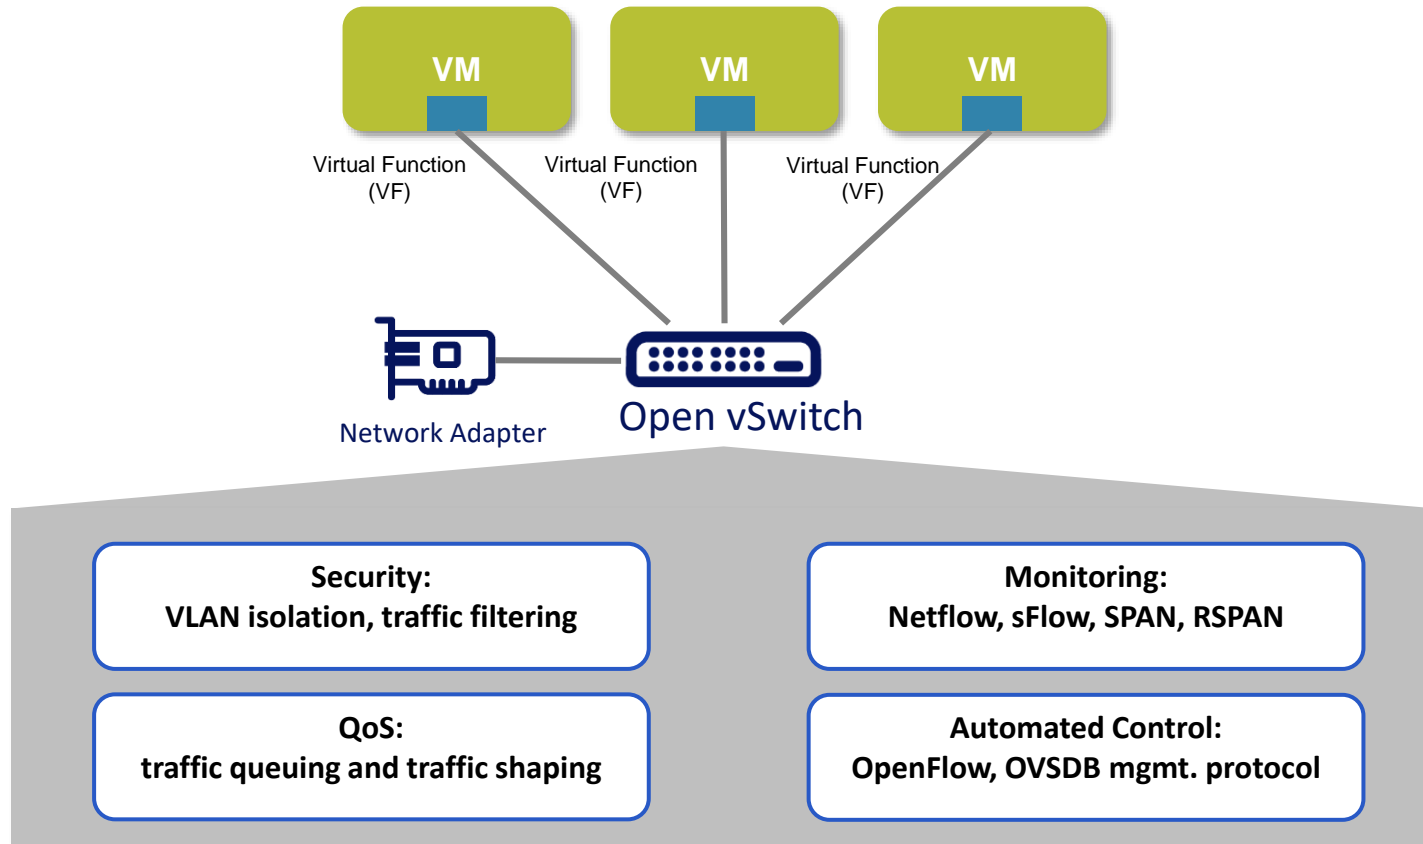 VM
VM
VM
Virtual Function
(VF)
Virtual Function
(VF)
Virtual Function
(VF)
Network Adapter
Open vSwitch
Security:
VLAN isolation, traffic filtering
Monitoring:
Netflow, sFlow, SPAN, RSPAN
QoS:
traffic queuing and traffic shaping
Automated Control:
OpenFlow, OVSDB mgmt. protocol